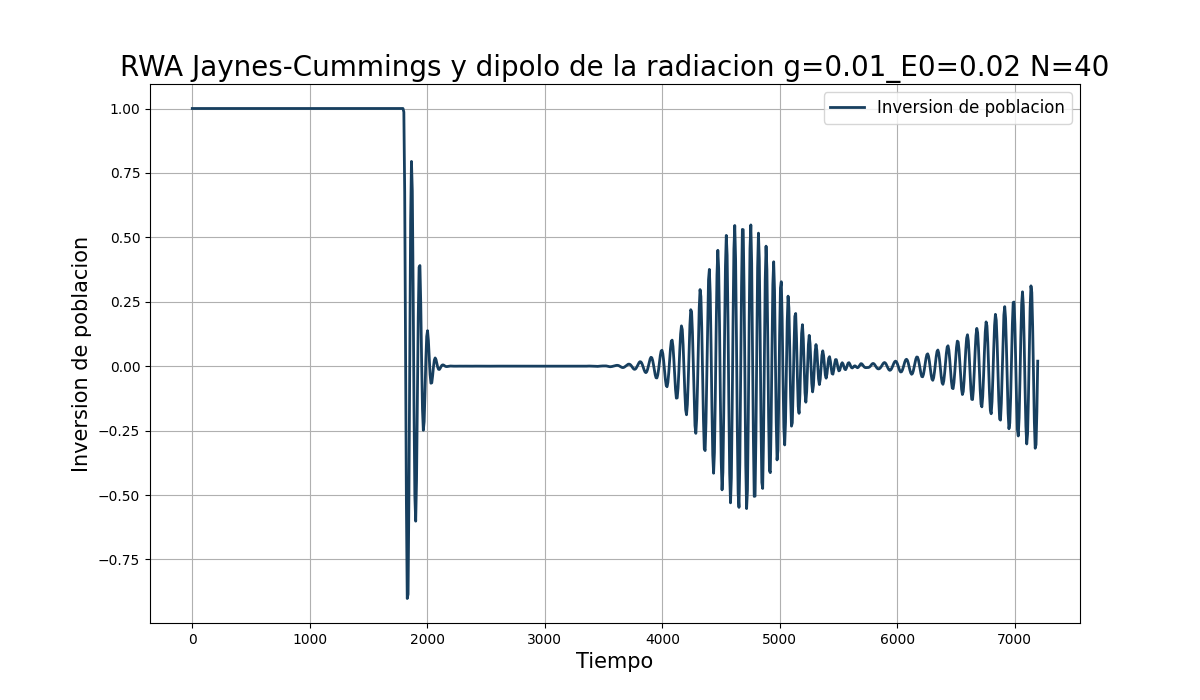 RWA Jaynes-Cummings y dipolo de la radiacion g=0.01_E0=0.02 N=40
Inversion de poblacion
1.00
0.75
0.50
0.25
0.00
−0.25
−0.50
−0.75
Inversion de poblacion
0 1000 2000 3000 4000 5000 6000 7000
Tiempo